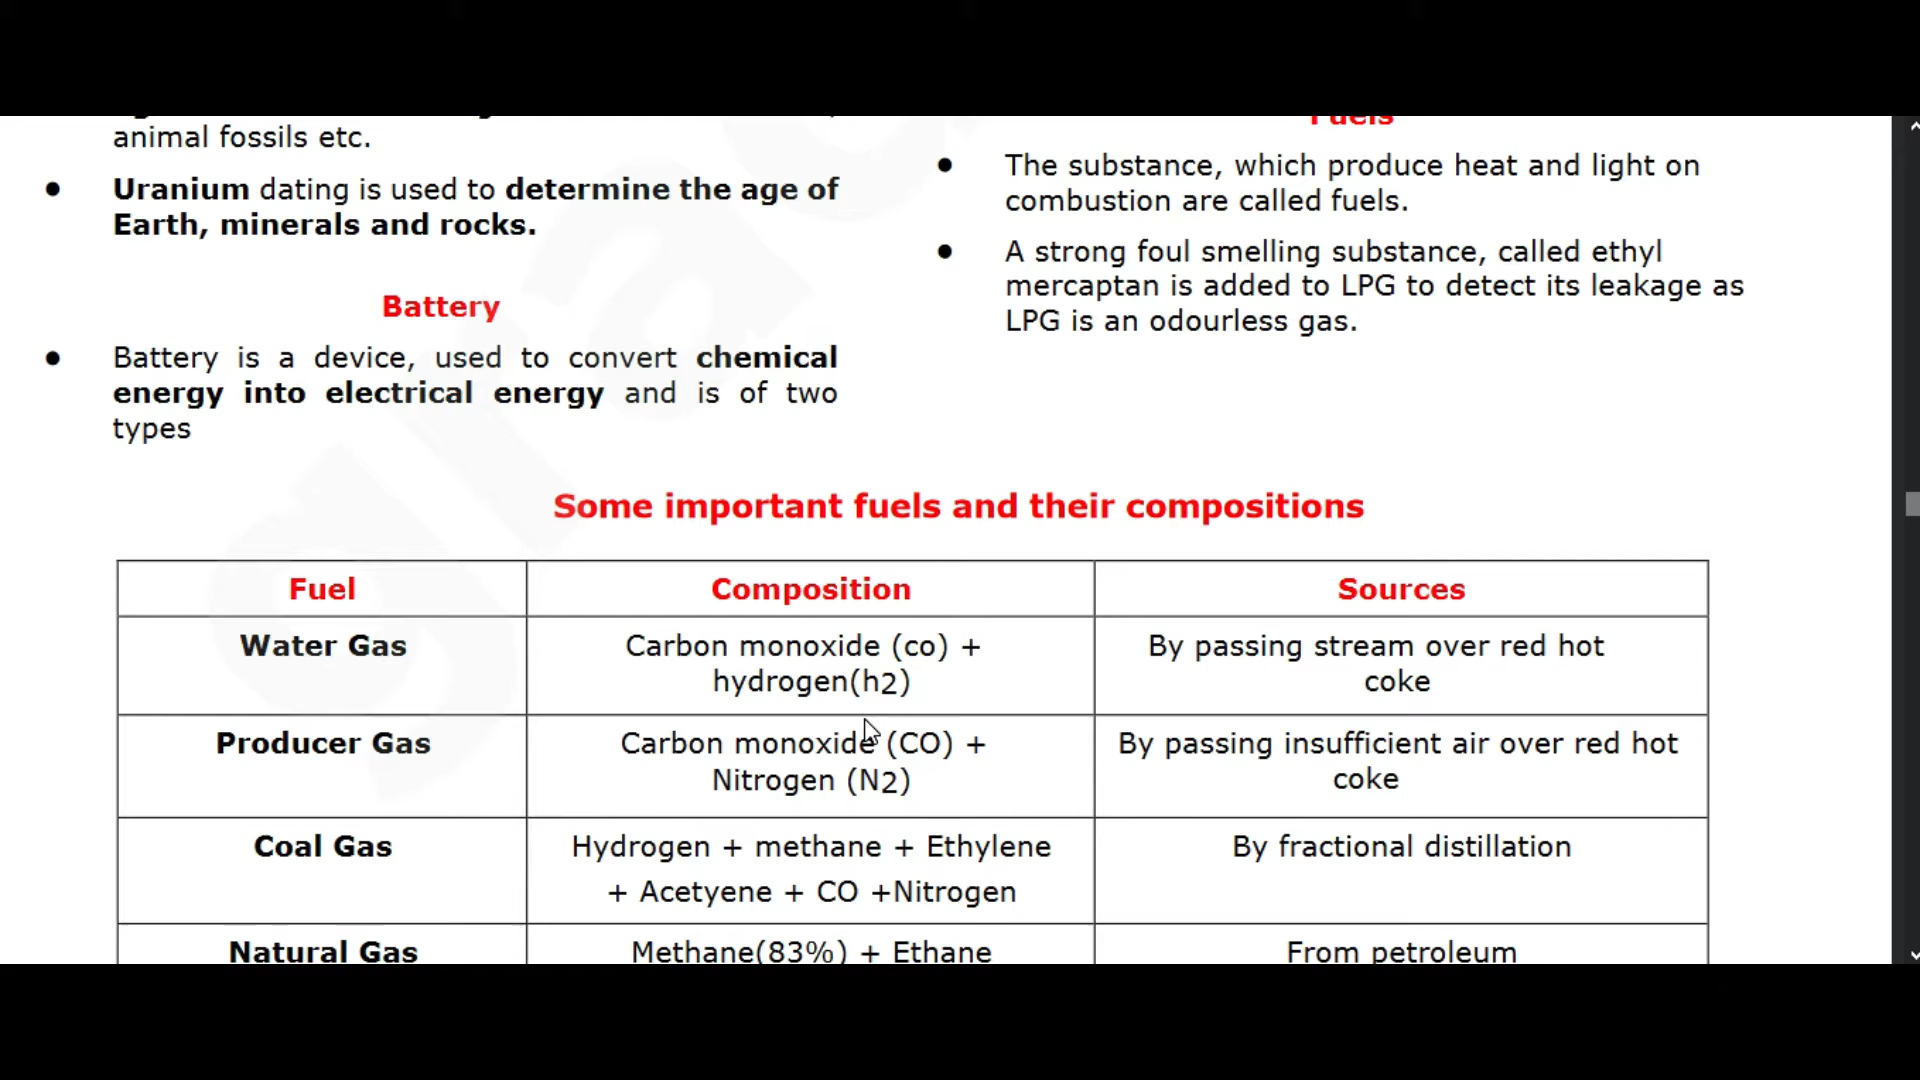 animal fossils etc.
● Uranium dating is used to determine the age of
Earth, minerals and rocks.
Battery
● Battery is a device, used to convert chemical
energy into electrical energy and is of two
types
Fuels
● The substance, which produce heat and light on
combustion are called fuels.
● A strong foul smelling substance, called ethyl
mercaptan is added to LPG to detect its leakage as
LPG is an odourless gas.
Some important fuels and their compositions
Fuel Composition Sources
Water Gas Carbon monoxide (co) + By passing stream over red hot
hydrogen(h2) coke
Producer Gas Carbon monoxide (CO) + By passing insufficient air over red hot
Nitrogen (N2) coke
Coal Gas Hydrogen + methane + Ethylene By fractional distillation
+ Acetyene + CO +Nitrogen
Natural Gas Methane(83%) + Ethane From petroleum